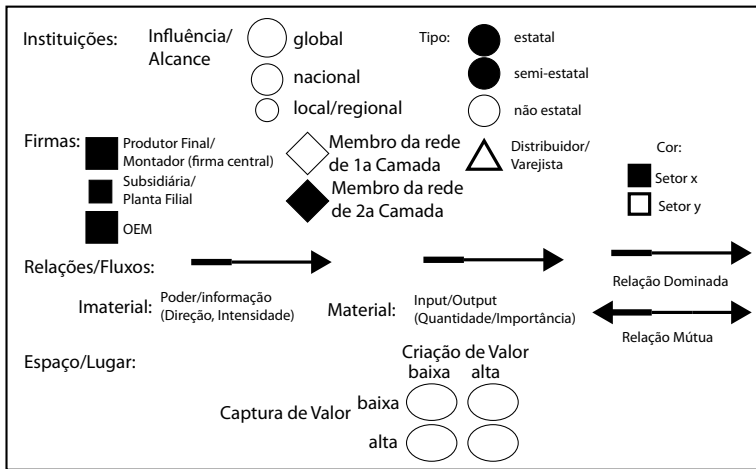 Instituições:
Influência/
Alcance
global
nacional
local/regional
Tipo:
estatal
semi-estatal
não estatal
Firmas:
Produtor Final/
Montador (firma central)
Subsidiária/
Planta Filial
OEM
Membro da rede
de 1a Camada
Membro da rede
de 2a Camada
Distribuidor/
Varejista
Cor:
Setor x
Setor y
Relações/Fluxos:
Imaterial:
Poder/informação
(Direção, Intensidade)
Material:
Input/Output
(Quantidade/Importância)
Relação Dominada
Relação Mútua
Espaço/Lugar:
Criação de Valor
baixa alta
Captura de Valor
baixa
alta